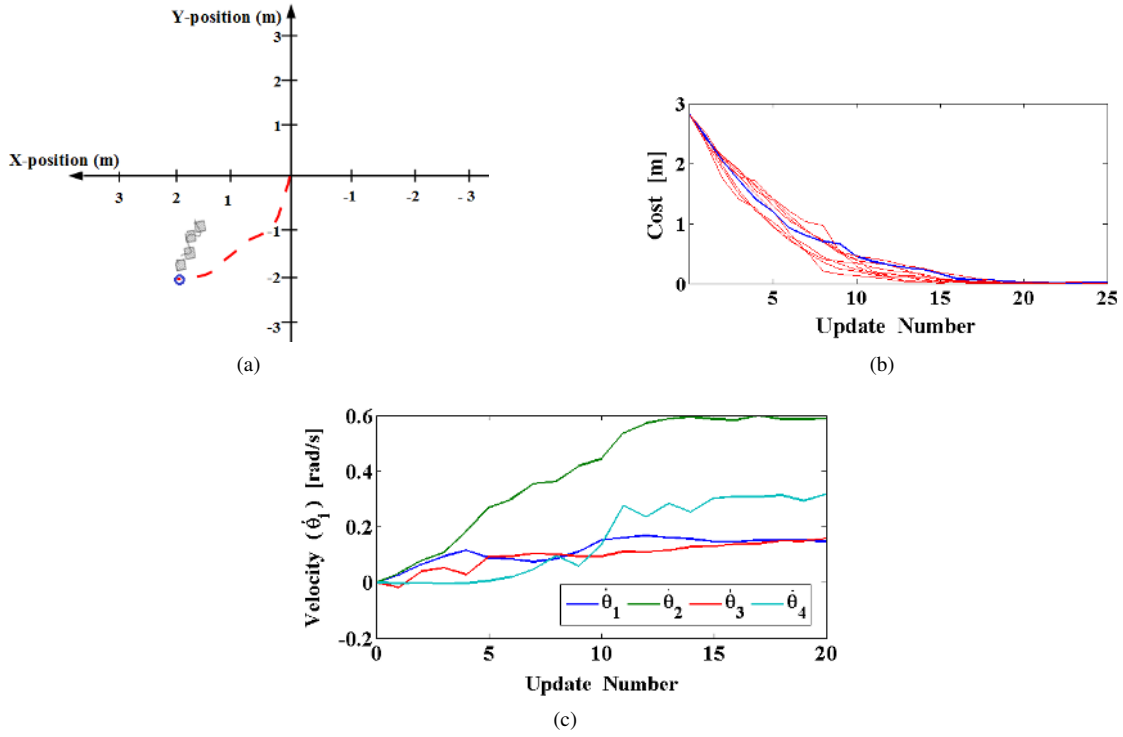 Y-position (m)
3
2
1
X-position (m)
3 2 1 -1 -2 -3
-1
-2
-3
(a)
3
2
1
0
Cost [m]
5 10 15 20 25
Update Number
(b)
0.6
0.4
0.2
0
-0.2
Velocity (θ̇i) [rad/s]
θ̇1 θ̇2 θ̇3 θ̇4
0 5 10 15 20
Update Number
(c)